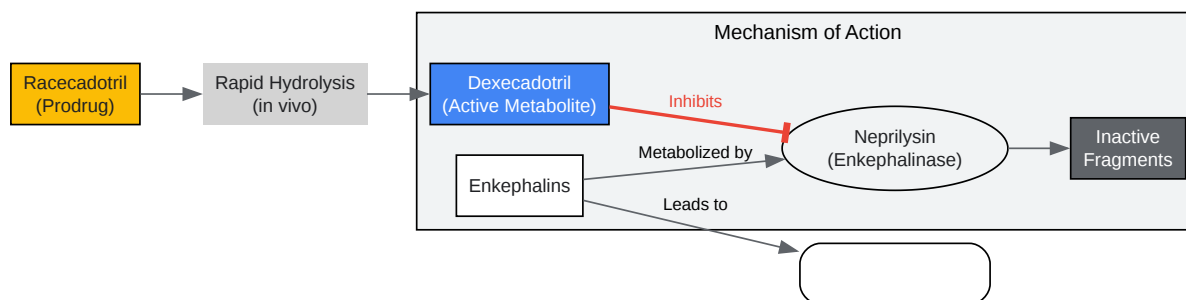 Mechanism of Action
Racecadotril
(Prodrug)
Rapid Hydrolysis
(in vivo)
Dexecadotril
(Active Metabolite)
Inhibits
Neprilysin
(Enkephalinase)
Inactive
Fragments
Metabolized by
Enkephalins
Leads to